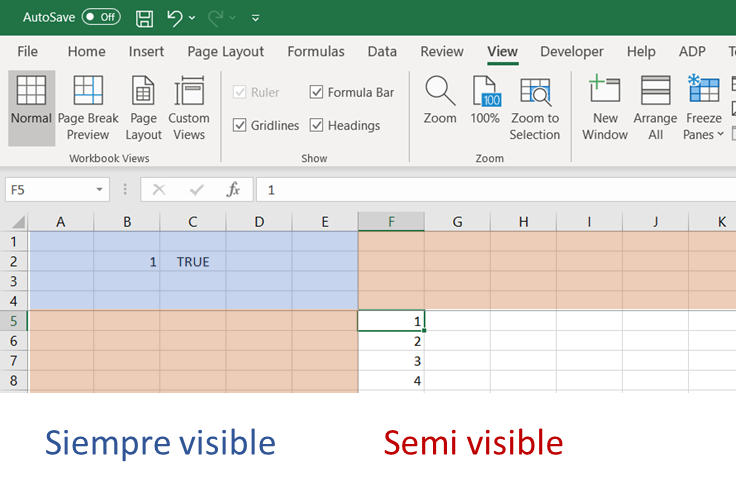 AutoSave Off
File Home Insert Page Layout Formulas Data Review View Developer Help ADP
Normal Page Break Preview Page Layout Custom Views
Workbook Views
Ruler Formula Bar
Gridlines Headings
Show
Zoom 100 100% Zoom to Selection
Zoom
New Window Arrange All Freeze Panes
F5 fx 1
A B C D E F G H I J K
1
2 1 TRUE
3
4
5 1
6 2
7 3
8 4
Siempre visible Semi visible